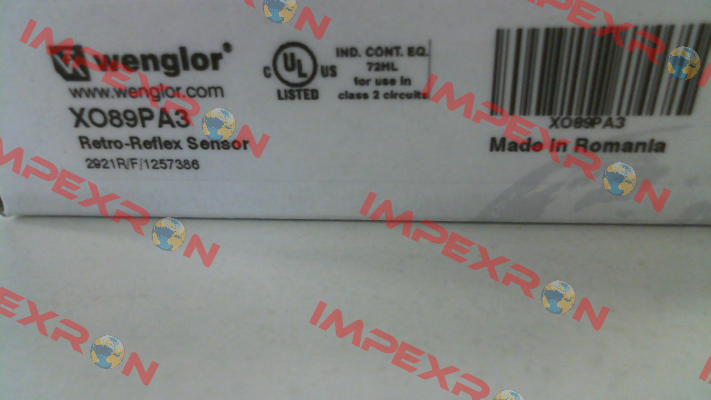 wenglor®
www.wenglor.com
XO89PA3
Retro-Reflex Sensor
2921R/F/1257386
C UL US
LISTED
IND. CONT. EQ.
72HL
for use in
class 2 circuits
XO89PA3
Made in Romania
IMPEXRON
IMPEXRON
IMPEXRON
IMPEXRON
IMPEXRON
IMPEXRON
IMPEXRON